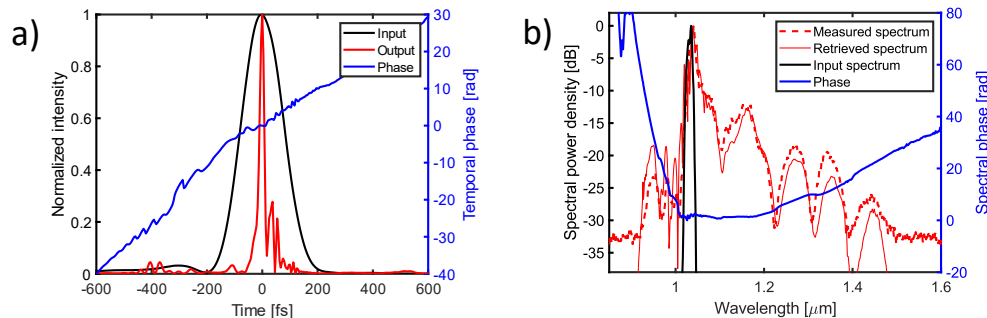 a)
Normalized intensity
1
0.8
0.6
0.4
0.2
0
-600 -400 -200 0 200 400 600
Time [fs]
30
20
10
0
-10
-20
-30
-40
Temporal phase [rad]
Input
Output
Phase
b)
Spectral power density [dB]
0
-5
-10
-15
-20
-25
-30
-35
1 1.2 1.4 1.6
Wavelength [μm]
80
60
40
20
0
-20
Spectral phase [rad]
Measured spectrum
Retrieved spectrum
Input spectrum
Phase